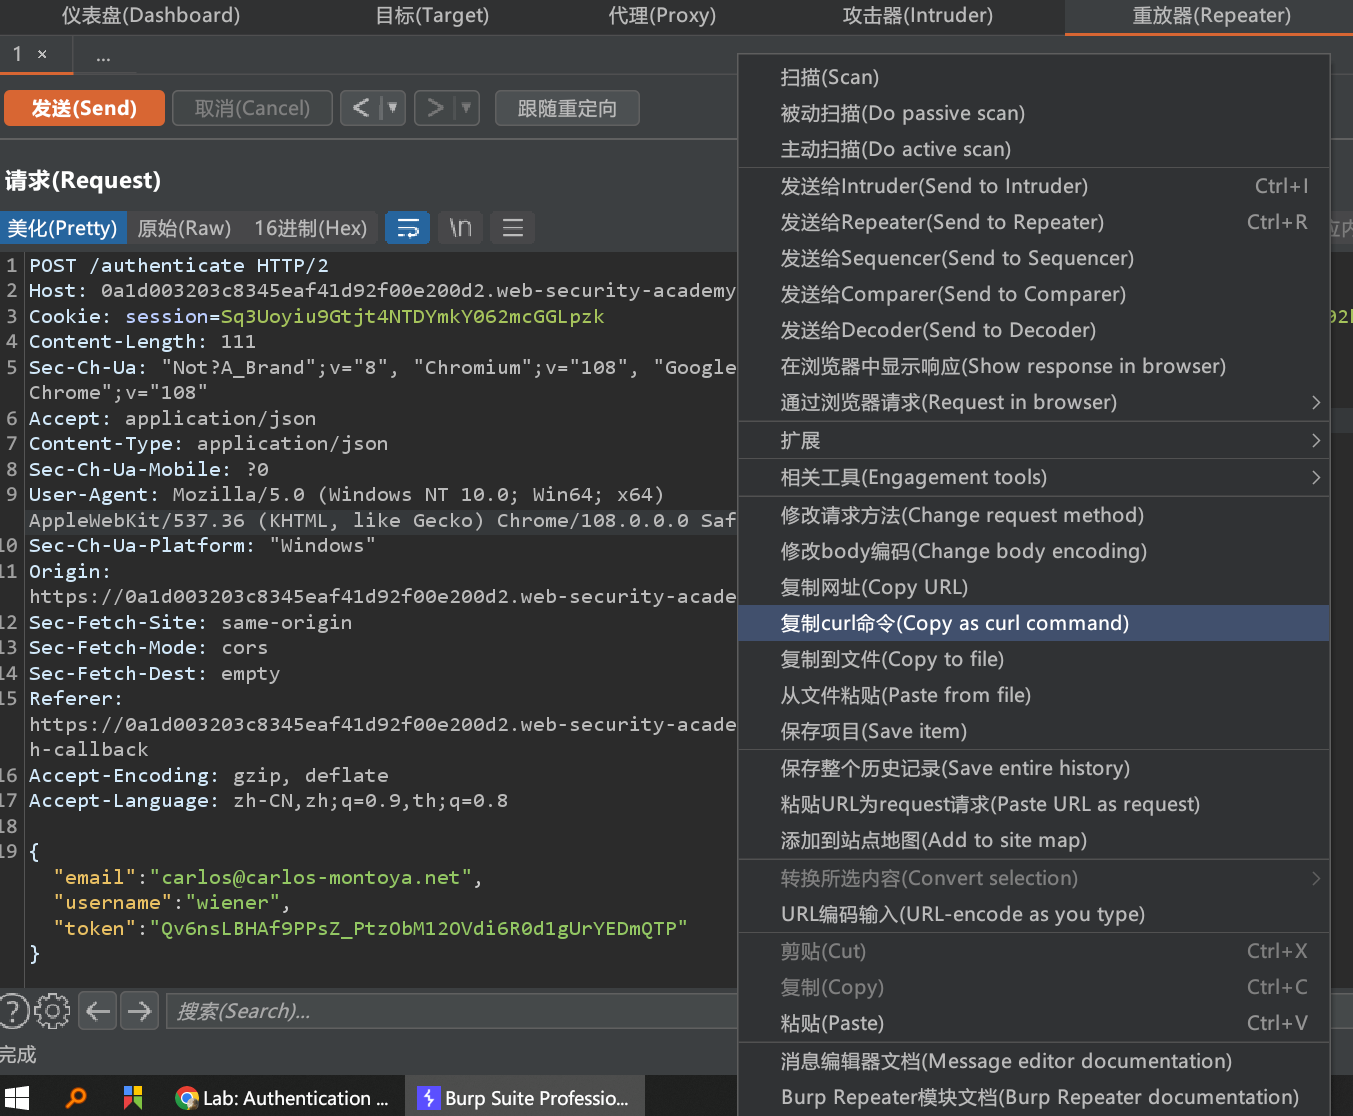 仪表盘(Dashboard) 目标(Target) 代理(Proxy) 攻击器(Intruder) 重放器(Repeater)
1 × ...
发送(Send) 取消(Cancel) < > 跟随重定向
请求(Request)
美化(Pretty) 原始(Raw) 16进制(Hex) \n
1 POST /authenticate HTTP/2
2 Host: 0a1d003203c8345eaf41d92f00e200d2.web-security-academy
3 Cookie: session=Sq3Uoyiu9Gtjt4NTDYmkY062mcGGLpzk
4 Content-Length: 111
5 Sec-Ch-Ua: "Not?A_Brand";v="8", "Chromium";v="108", "Google
Chrome";v="108"
6 Accept: application/json
7 Content-Type: application/json
8 Sec-Ch-Ua-Mobile: ?0
9 User-Agent: Mozilla/5.0 (Windows NT 10.0; Win64; x64)
AppleWebKit/537.36 (KHTML, like Gecko) Chrome/108.0.0.0 Saf
10 Sec-Ch-Ua-Platform: "Windows"
11 Origin:
https://0a1d003203c8345eaf41d92f00e200d2.web-security-acade
12 Sec-Fetch-Site: same-origin
13 Sec-Fetch-Mode: cors
14 Sec-Fetch-Dest: empty
15 Referer:
https://0a1d003203c8345eaf41d92f00e200d2.web-security-acade
h-callback
16 Accept-Encoding: gzip, deflate
17 Accept-Language: zh-CN,zh;q=0.9,th;q=0.8
18
19 {
"email":"carlos@carlos-montoya.net",
"username":"wiener",
"token":"Qv6nsLBHAf9PPsZ_PtzObM12OVdi6R0d1gUrYEDmQTP"
}
搜索(Search)...
完成
扫描(Scan)
被动扫描(Do passive scan)
主动扫描(Do active scan)
发送给Intruder(Send to Intruder) Ctrl+I
发送给Repeater(Send to Repeater) Ctrl+R
发送给Sequencer(Send to Sequencer)
发送给Comparer(Send to Comparer)
发送给Decoder(Send to Decoder)
在浏览器中显示响应(Show response in browser)
通过浏览器请求(Request in browser)
扩展
相关工具(Engagement tools)
修改请求方法(Change request method)
修改body编码(Change body encoding)
复制网址(Copy URL)
复制curl命令(Copy as curl command)
复制到文件(Copy to file)
从文件粘贴(Paste from file)
保存项目(Save item)
保存整个历史记录(Save entire history)
粘贴URL为request请求(Paste URL as request)
添加到站点地图(Add to site map)
转换所选内容(Convert selection)
URL编码输入(URL-encode as you type)
剪贴(Cut) Ctrl+X
复制(Copy) Ctrl+C
粘贴(Paste) Ctrl+V
消息编辑器文档(Message editor documentation)
Burp Repeater模块文档(Burp Repeater documentation)
Lab: Authentication ... Burp Suite Professio...